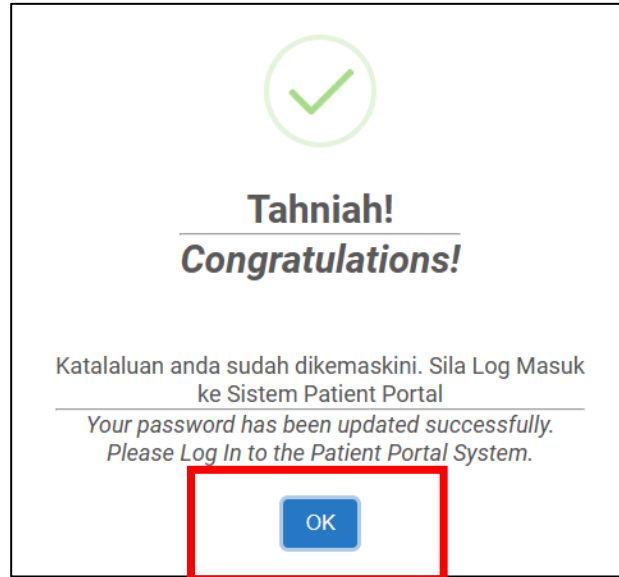 Tahniah!
Congratulations!
Katalaluan anda sudah dikemaskini. Sila Log Masuk
ke Sistem Patient Portal
Your password has been updated successfully.
Please Log In to the Patient Portal System.
OK